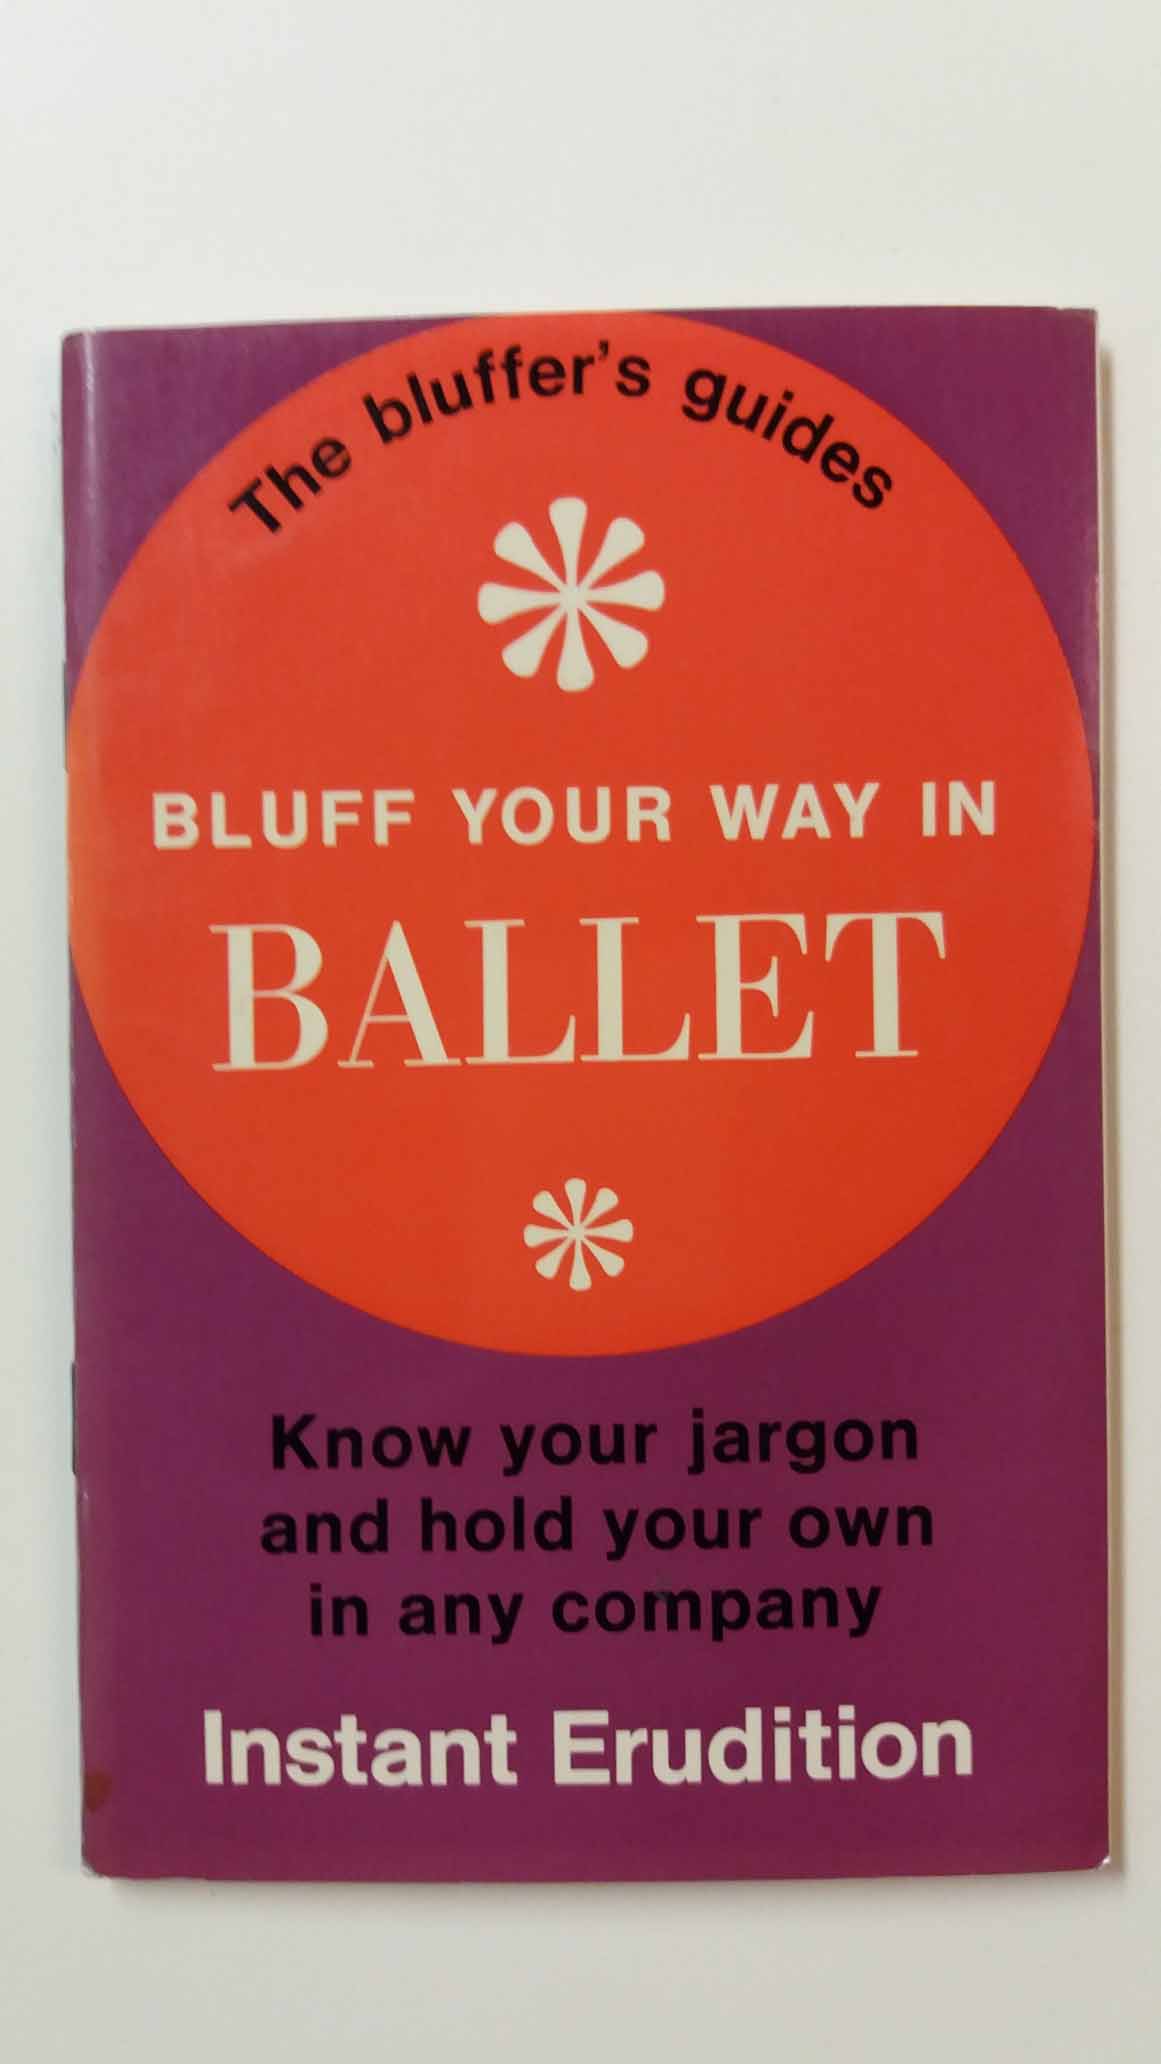 The bluffer's guides
BLUFF YOUR WAY IN
BALLET
Know your jargon
and hold your own
in any company
Instant Erudition